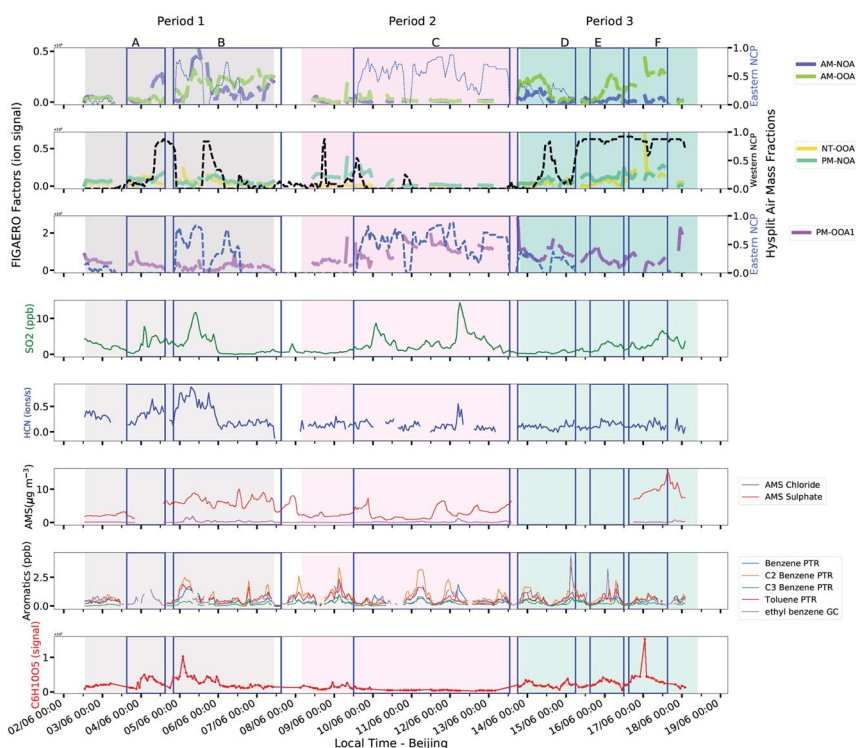 Period 1 Period 2 Period 3
A B C D E F
FIGAERO Factors (ion signal)
Hysplit Air Mass Fractions
0.5
0.0
1.0
0.5
0.0
Eastern NCP
AM-NOA
AM-OOA
0.5
0.0
1.0
0.5
0.0
Western NCP
NT-OOA
PM-NOA
2
0
1.0
0.5
0.0
Eastern NCP
PM-OOA1
SO2 (ppb)
10
0
HCN (ions/s)
0.5
0.0
AMS(µg m⁻³)
10
0
AMS Chloride
AMS Sulphate
Aromatics (ppb)
2.5
0.0
Benzene PTR
C2 Benzene PTR
C3 Benzene PTR
Toluene PTR
ethyl benzene GC
C6H10O5 (signal)
1
0
02/06 00:00
03/06 00:00
04/06 00:00
05/06 00:00
06/06 00:00
07/06 00:00
08/06 00:00
09/06 00:00
10/06 00:00
11/06 00:00
12/06 00:00
13/06 00:00
14/06 00:00
15/06 00:00
16/06 00:00
17/06 00:00
18/06 00:00
19/06 00:00
Local Time - Beijing